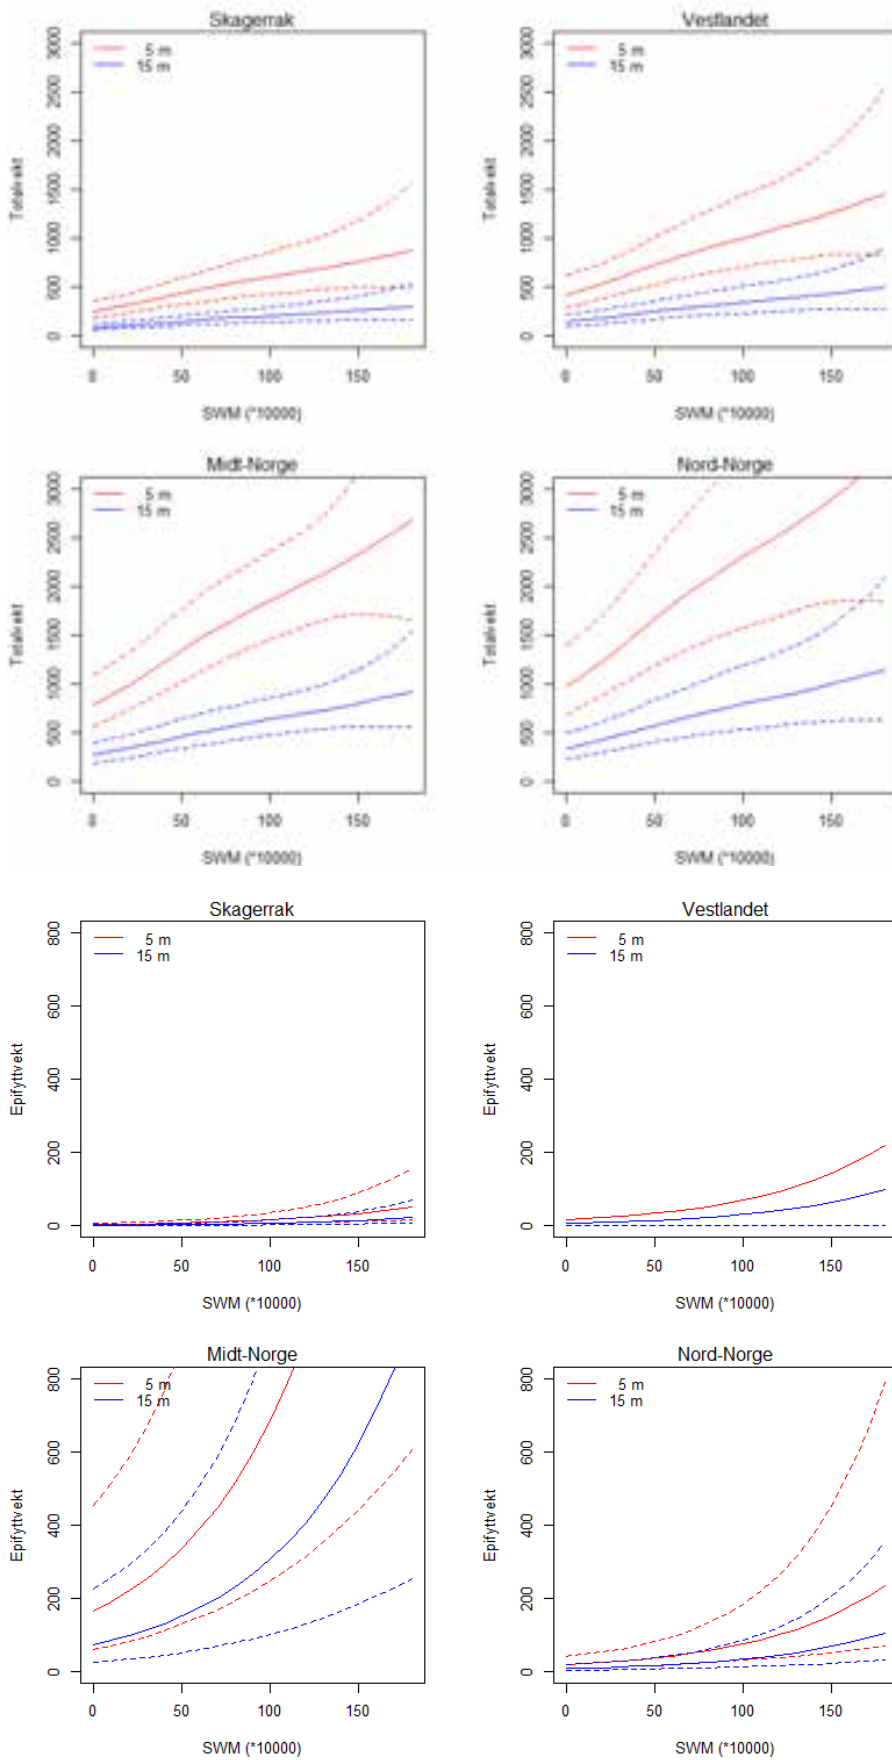 Skagerrak
5 m
15 m
3000
2500
2000
1500
1000
500
0
Totalvekt
0 50 100 150
SWM (*10000)
Vestlandet
5 m
15 m
3000
2500
2000
1500
1000
500
0
Totalvekt
0 50 100 150
SWM (*10000)
Midt-Norge
5 m
15 m
3000
2500
2000
1500
1000
500
0
Totalvekt
0 50 100 150
SWM (*10000)
Nord-Norge
5 m
15 m
3000
2500
2000
1500
1000
500
0
Totalvekt
0 50 100 150
SWM (*10000)
Skagerrak
5 m
15 m
800
600
400
200
0
Epifyttvekt
0 50 100 150
SWM (*10000)
Vestlandet
5 m
15 m
800
600
400
200
0
Epifyttvekt
0 50 100 150
SWM (*10000)
Midt-Norge
5 m
15 m
800
600
400
200
0
Epifyttvekt
0 50 100 150
SWM (*10000)
Nord-Norge
5 m
15 m
800
600
400
200
0
Epifyttvekt
0 50 100 150
SWM (*10000)